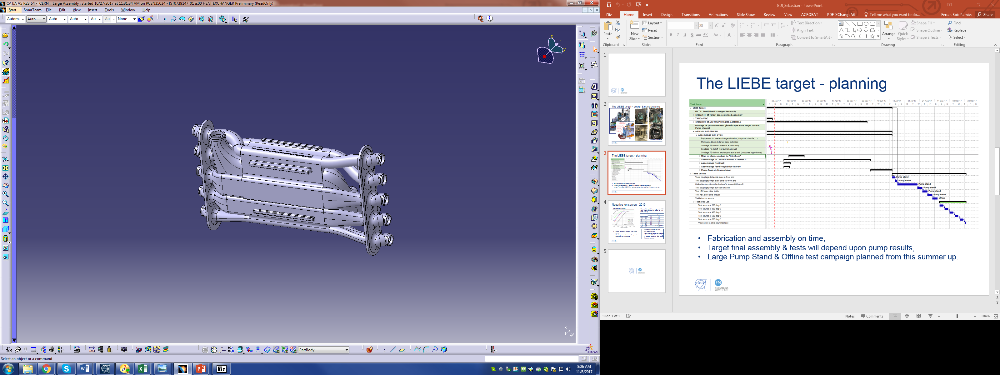 CATIA V5 R23 64 - CERN : Large Assembly : started 10/27/2017 at 11:31:34 AM on PCEN35034 - [ST0739147_01 a.00 HEAT EXCHANGER Preliminary (ReadOnly) ]
Start SmarTeam File Edit View Insert Tools Window Help
Auto Auto Auto Aut Aut None
x
z
y
x
z
y
PartBody
CATIA
Select an object or a command
8:26 AM
11/6/2017
GUI_Sebastian - PowerPoint
File Home Insert Design Transitions Animations Slide Show Review View ACROBAT PDF-XChange V6 Tell me what you want to do... Ferran Boix Pamies Share
Paste
Clipboard
New
Slide
Layout
Reset
Section
Slides
28
Font
Text Direction
Align Text
Convert to SmartArt
Paragraph
Arrange
Quick
Styles
Shape Fill
Shape Outline
Shape Effects
Drawing
Find
Replace
Select
Editing
1
2
The LIEBE target – design & manufacturing
3
The LIEBE target - planning
4
Negative ion source - 2016
5
The LIEBE target - planning
Task Name
23 Jan '17 13 Feb '17 06 Mar '17 27 Mar '17 17 Apr '17 08 May '17 29 May '17 19 Jun '17 10 Jul '17 31 Jul '17 21 Aug '17 11 Sep '17 02 Oct '17 23 Oct '17
LIEBE Target
ISLTILLA0042 Heat Exchanger Assembly
ST0677641_01 Target base extended assembly
TANK A VIDE
ST0677809_01 a.02 PUMP CHANNEL ASSEMBLY
Outillage de positionnement géométrique entre Target base et
Pump channel
ASSEMBLAGE GENERAL
Assemblage tank à vide
Equipement du heat exchanger (isolation, corps de chauffe, ...)
Montage à blanc du target base extended
Soudage FE du back wall sur le main body
Soudage FE du left wall sur le back wall
Soudage FE du heat exchangeur sur le tank (soudures hippodrome)
Mise en place, soudage du "téléphone"
Assemblage du "PUMP CHANNEL ASSEMBLY"
Assemblage front wall
Assemblage Feedfrough/bride latérale
Phase finale de l'assemblage
Tests off-line
Tests couplage de la cible avec le front end
Pump stand
Test couplage pompe avec cible sur front end
Pump stand
Calibration des elements de chauffe jusque 600 deg C
Pump stand
Test couplage pompe sur cible chaude
Pump stand
Test HEX avec cible froide
Pump stand
Test HEX avec cible chaude
Pump stand
Validation ion source
offline
Test avec LBE
Test source at 200 deg C
Test source at 300 deg C
Test source at 400 deg C
Test source at 500 deg C
Test source at 600 deg C
Vidange de la cible pour stockage
• Fabrication and assembly on time,
• Target final assembly & tests will depend upon pump results,
• Large Pump Stand & Offline test campaign planned from this summer up.
CERN
EN
ENGINEERING
DEPARTMENT
Slide 3 of 5
Notes Comments 104%